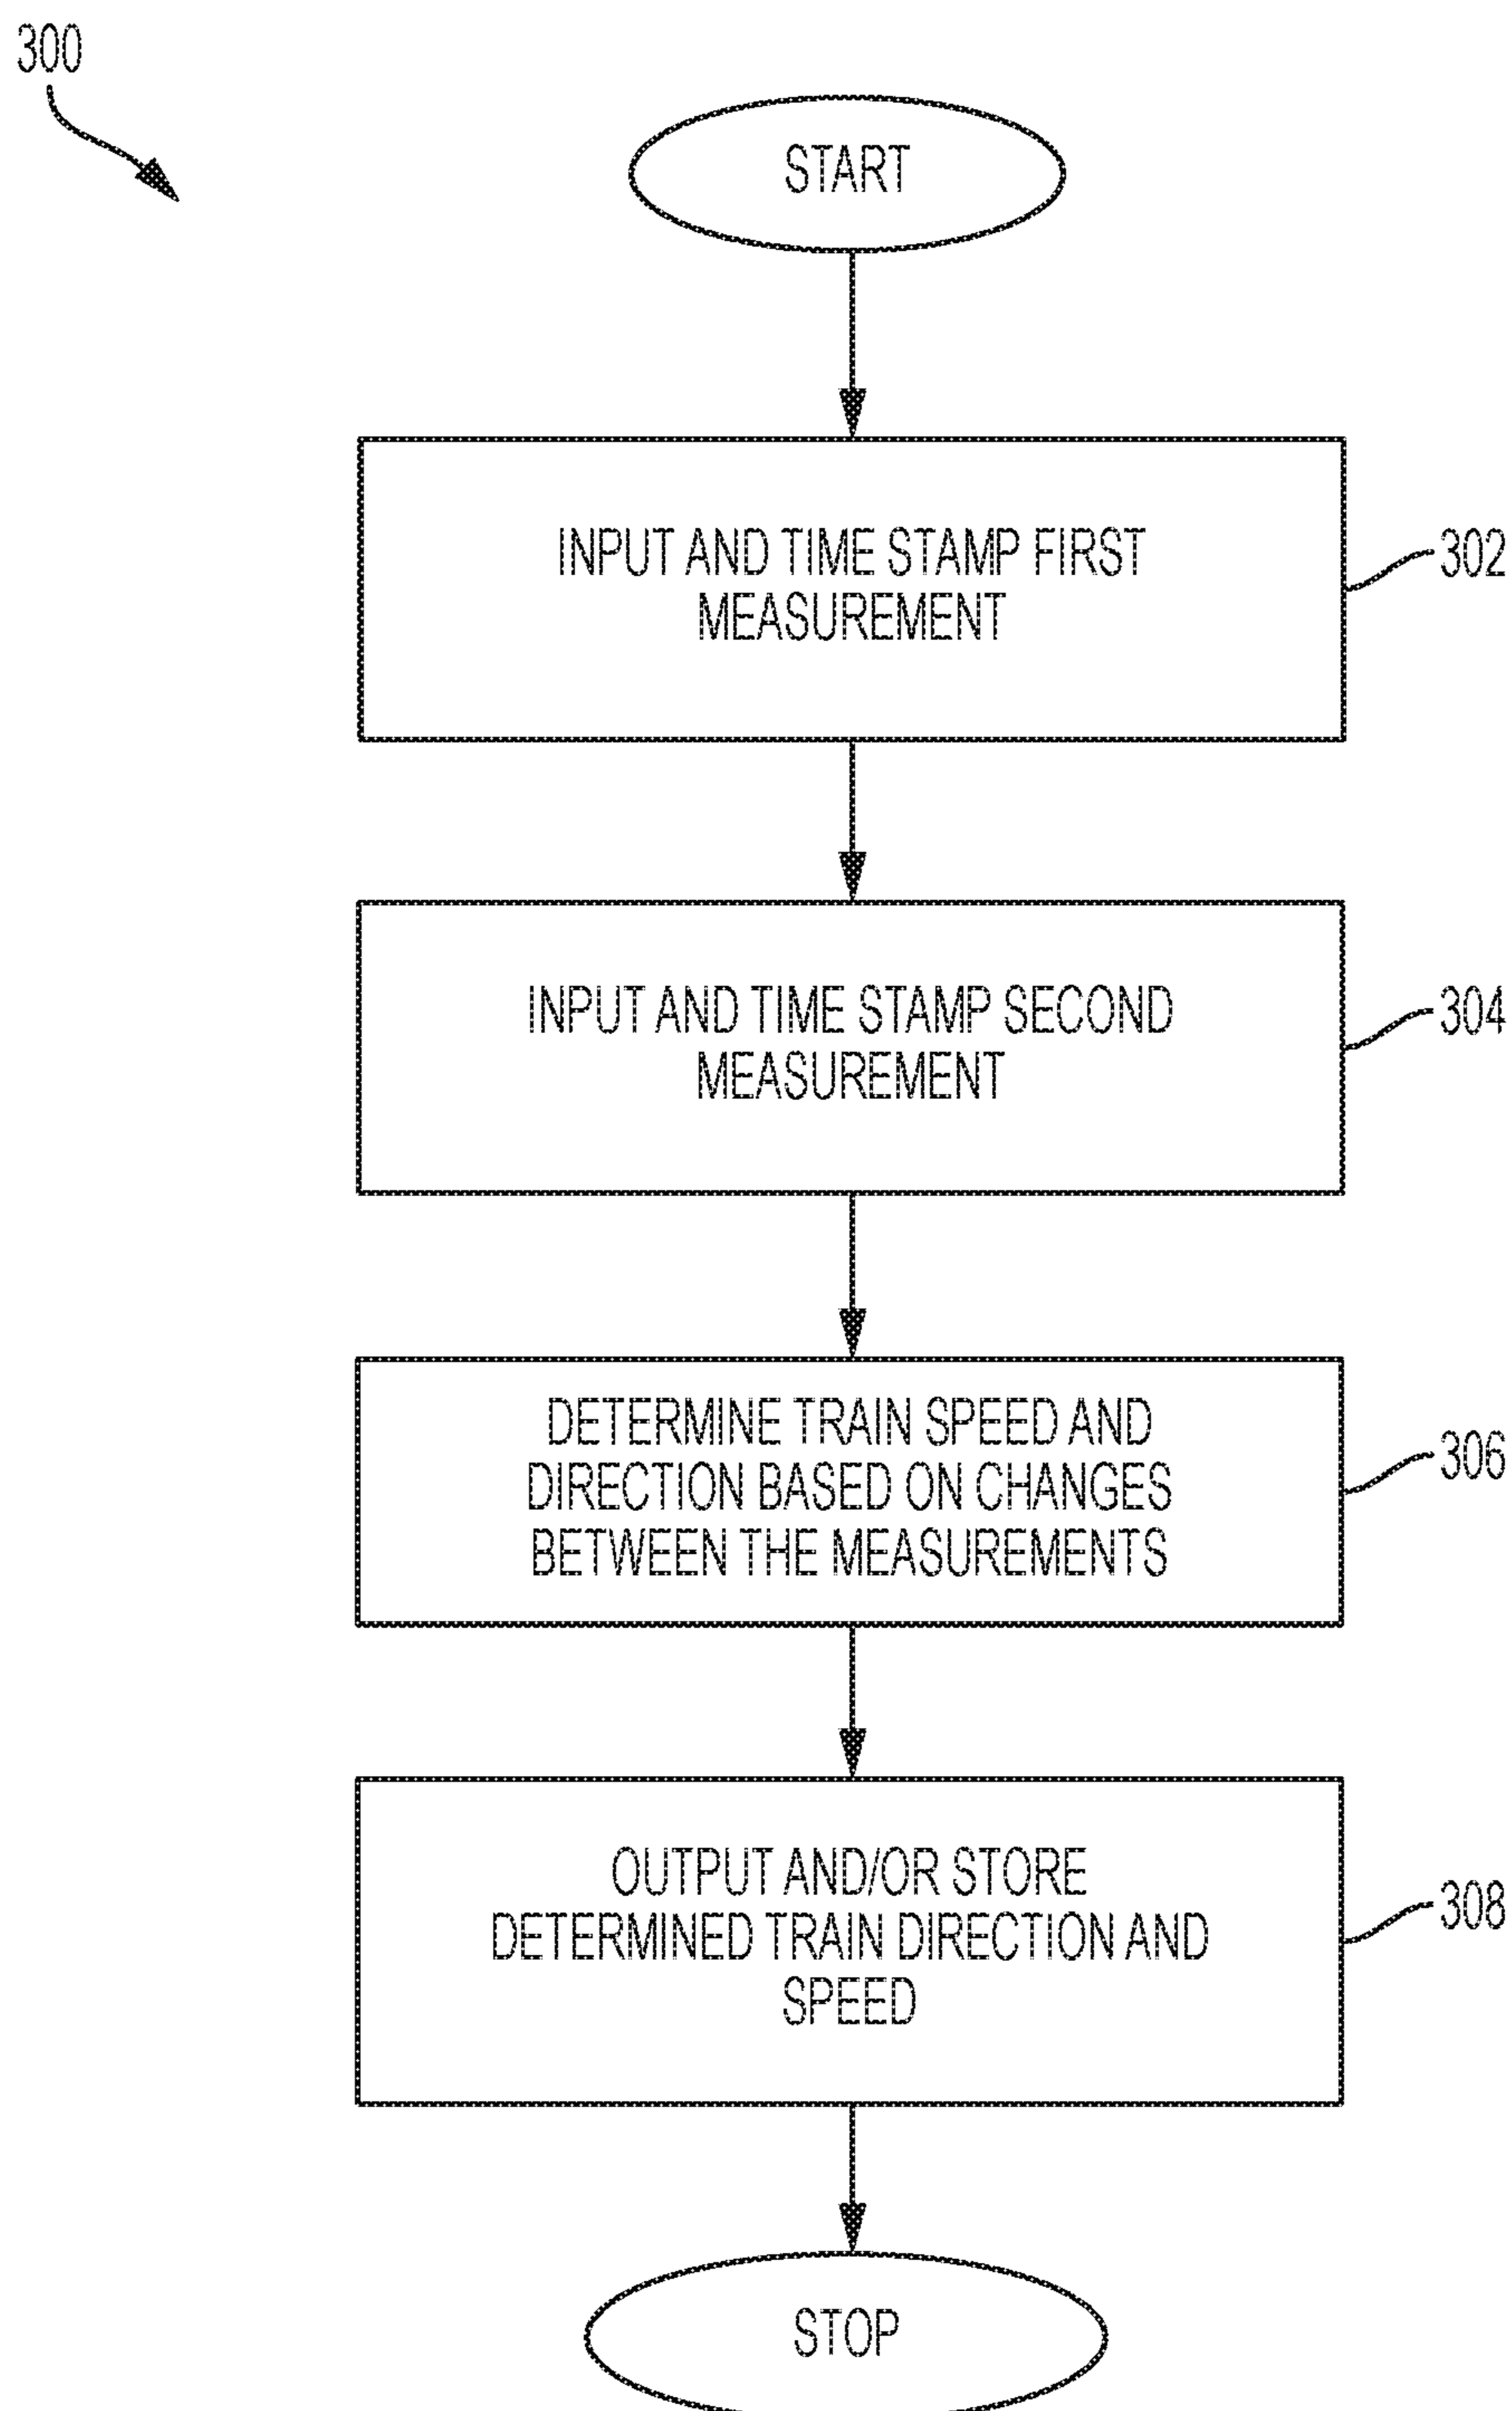 300
START
INPUT AND TIME STAMP FIRST
MEASUREMENT
302
INPUT AND TIME STAMP SECOND
MEASUREMENT
304
DETERMINE TRAIN SPEED AND
DIRECTION BASED ON CHANGES
BETWEEN THE MEASUREMENTS
306
OUTPUT AND/OR STORE
DETERMINED TRAIN DIRECTION AND
SPEED
308
STOP